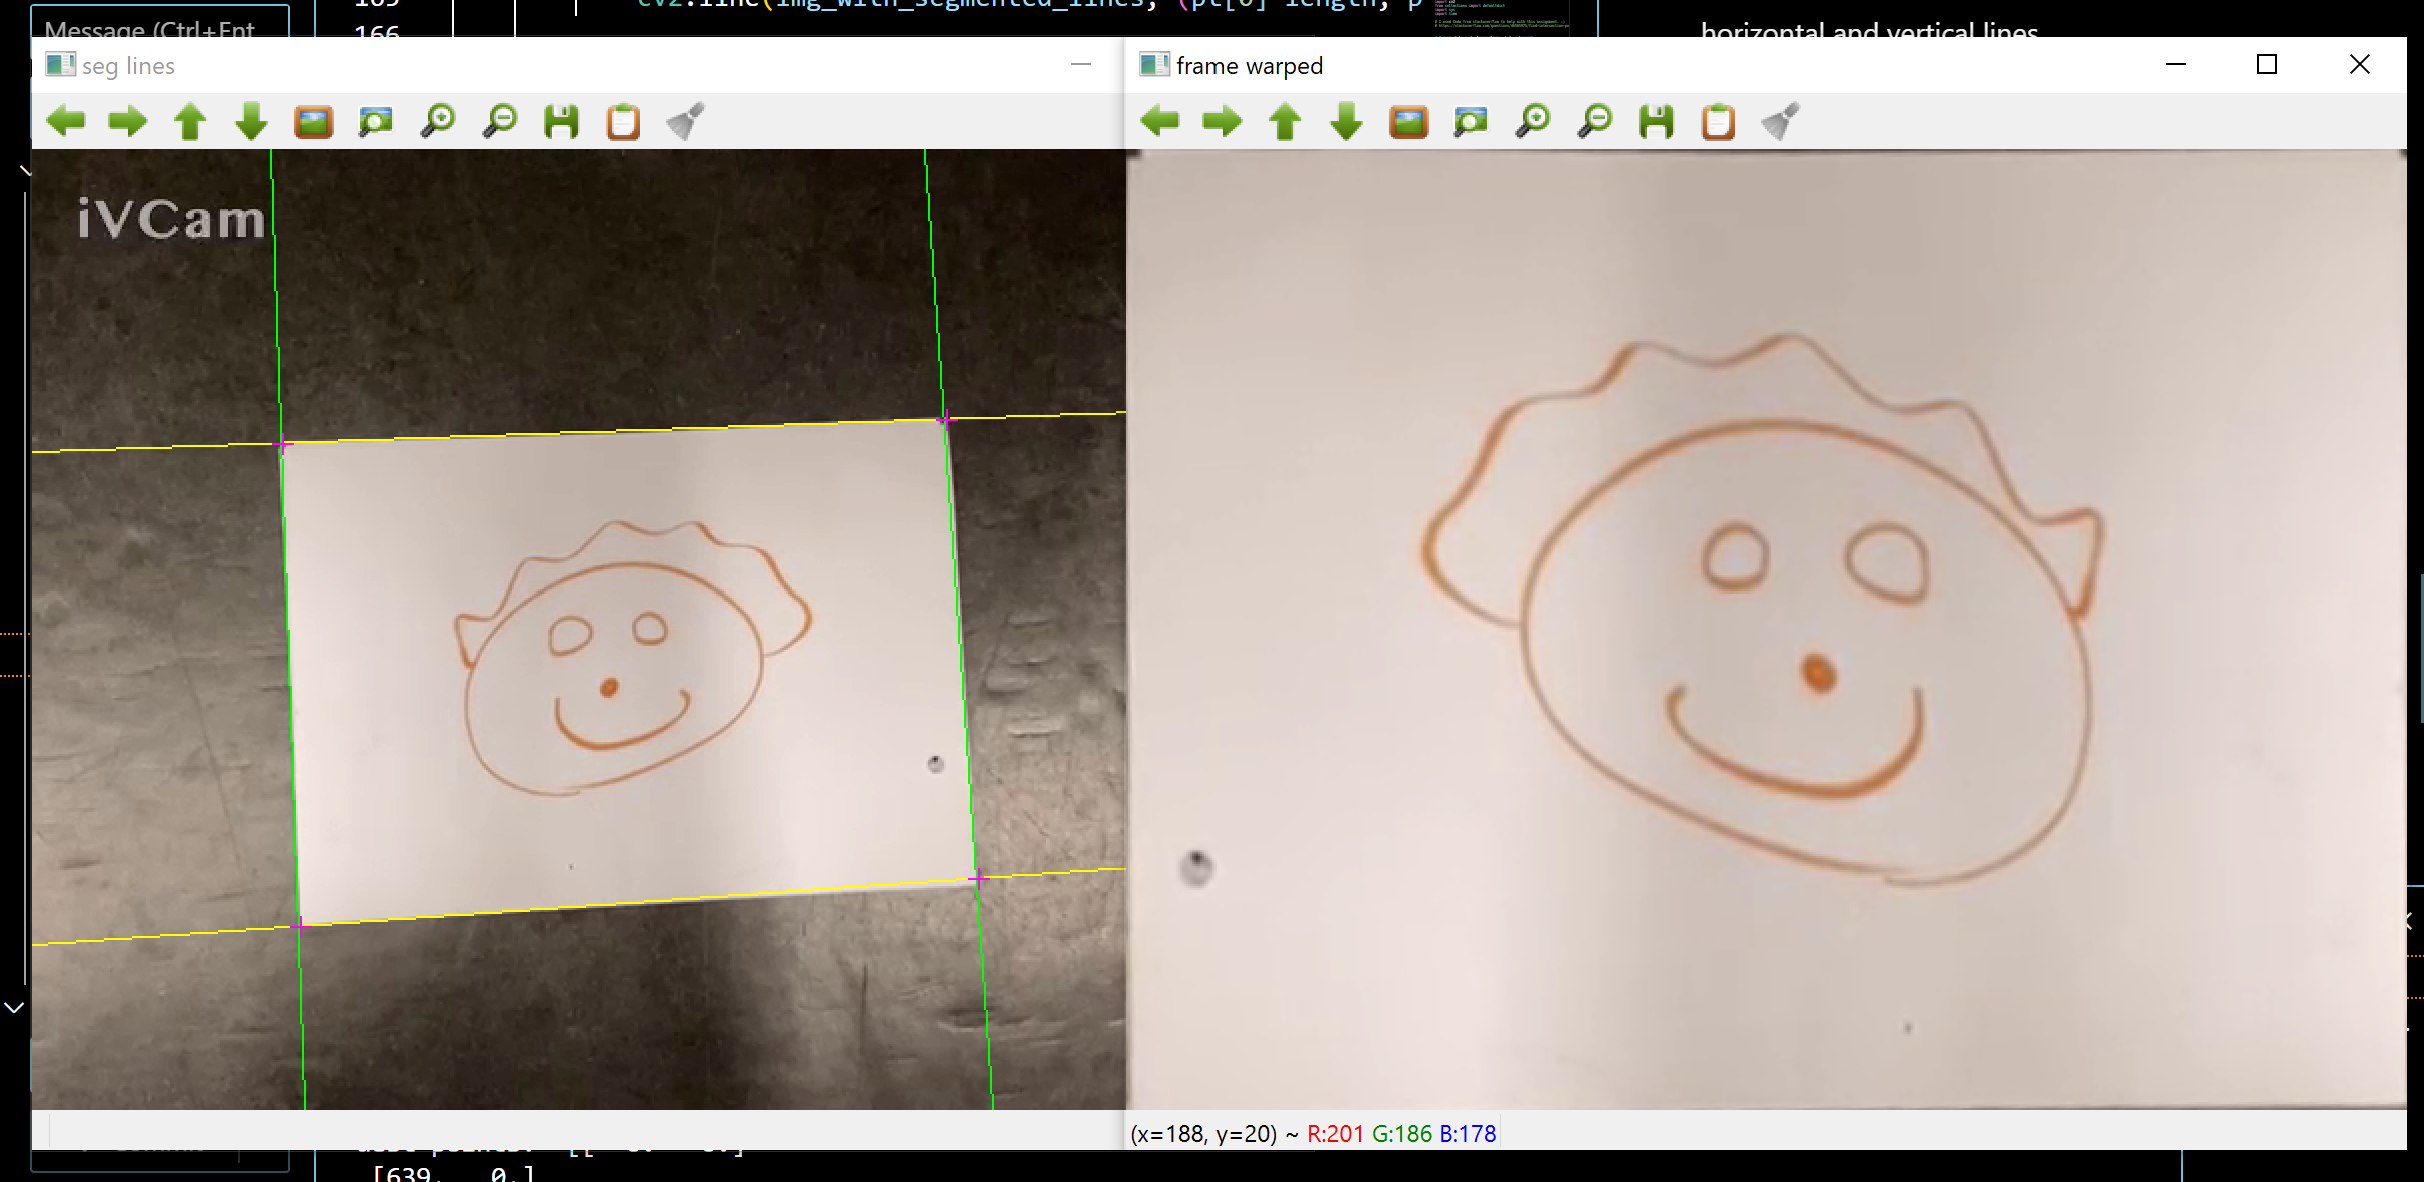 165
cv2.line(img_with_segmented_lines, (pt[0]-length, p
Message (Ctrl+Ent
166
horizontal and vertical lines
seg lines
frame warped
iVCam
(x=188, y=20) ~ R:201 G:186 B:178
[639. 0.]